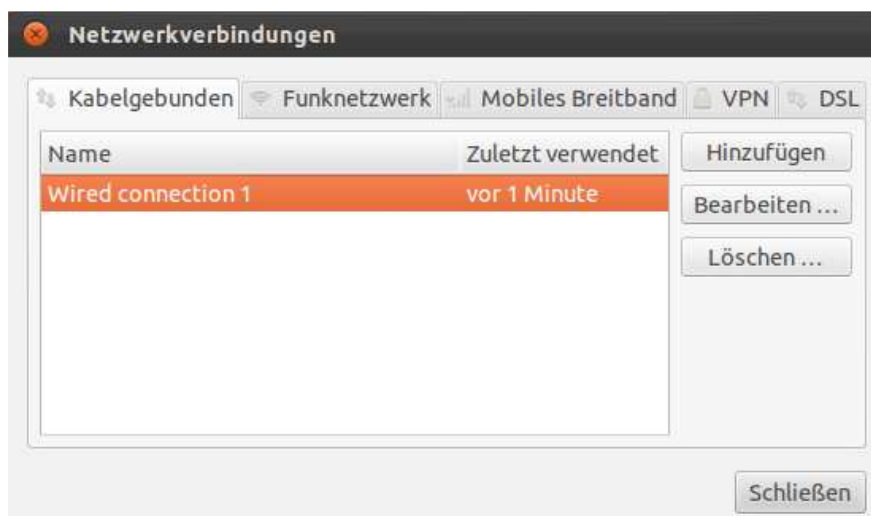 Netzwerkverbindungen
Kabelgebunden Funknetzwerk Mobiles Breitband VPN DSL
Name Zuletzt verwendet Hinzufügen
Wired connection 1 vor 1 Minute
Bearbeiten ...
Löschen ...
Schließen